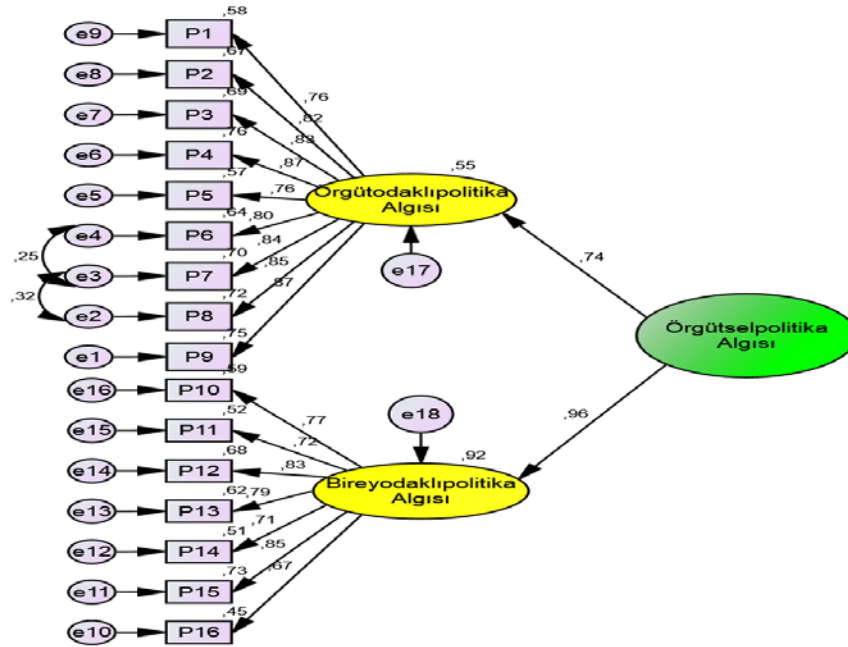 ,58
e9 P1
,67
e8 P2
,69
e7 P3
,76
e6 P4
,57
e5 P5
,64
e4 P6
,70
e3 P7
,72
e2 P8
,75
e1 P9
,59
e16 P10
,52
e15 P11
,68
e14 P12
,62
e13 P13
,51
e12 P14
,73
e11 P15
,45
e10 P16
,25
,32
,76
,82
,83
,87
,76
,80
,84
,85
,87
,55
Örgütodaklıpolitika
Algısı
e17
,74
Örgütselpolitika
Algısı
,96
e18
,92
Bireyodaklıpolitika
Algısı
,77
,72
,83
,79
,71
,85
,67